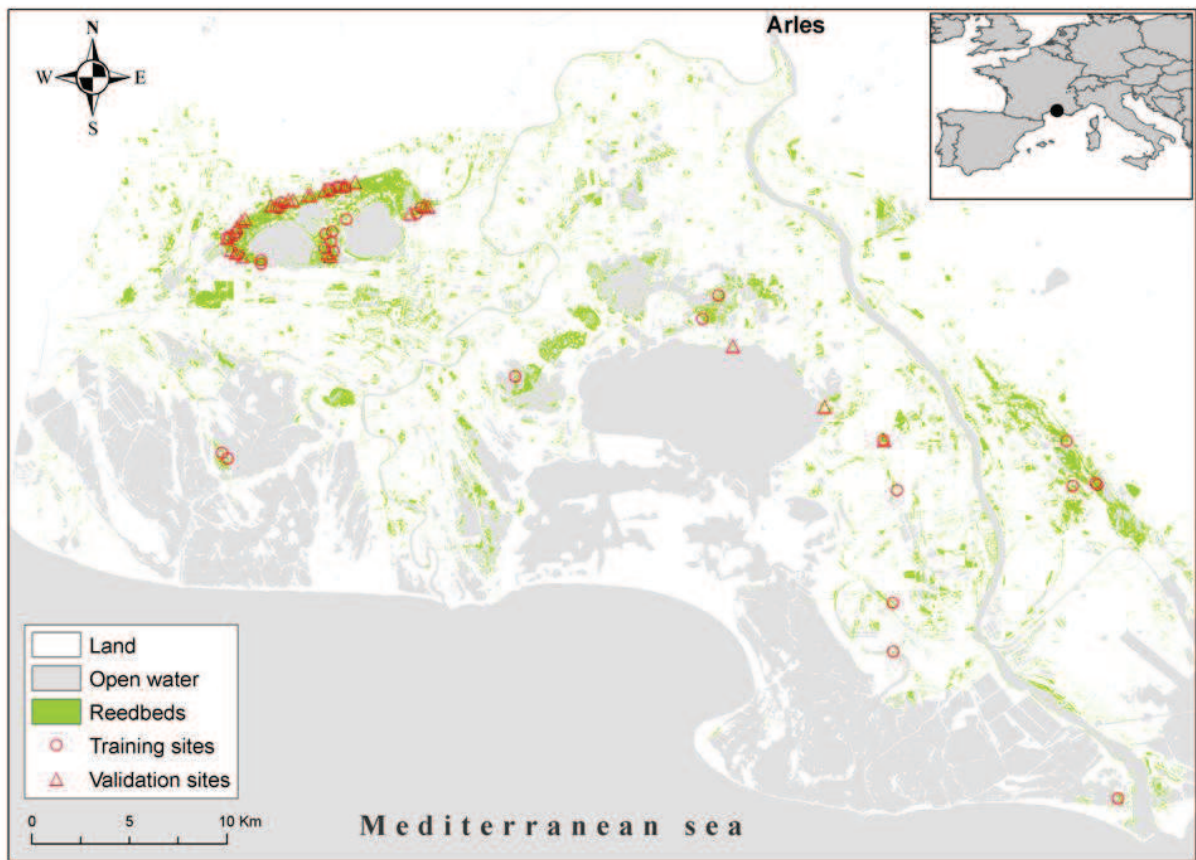 Arles
N
W E
S
Land
Open water
Reedbeds
Training sites
Validation sites
0 5 10 Km
Mediterranean sea